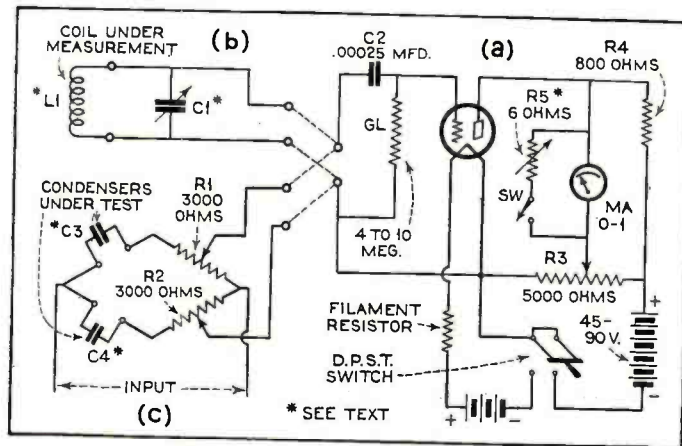 COIL UNDER
MEASUREMENT
(b)
*L1
C1*
C2
.00025 MFD.
(a)
R4
800 OHMS
R5*
6 OHMS
GL
SW
MA
0-1
4 TO 10
MEG.
CONDENSERS
UNDER TEST
*C3
R1
3000
OHMS
R2
3000 OHMS
C4*
R3
5000
OHMS
FILAMENT
RESISTOR
D.P.S.T.
SWITCH
45-
90 V.
+
-
+
-
INPUT
(c)
* SEE TEXT